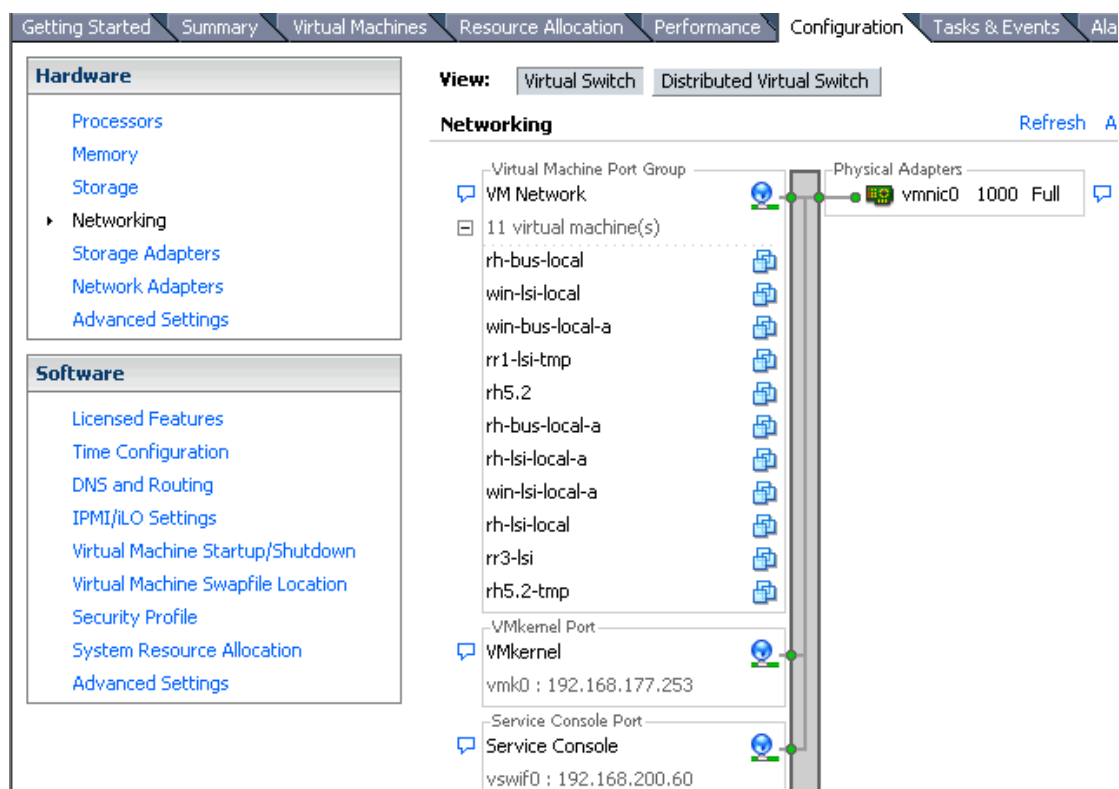 Getting Started Summary Virtual Machines Resource Allocation Performance Configuration Tasks & Events Ala
Hardware
Processors
Memory
Storage
Networking
Storage Adapters
Network Adapters
Advanced Settings
Software
Licensed Features
Time Configuration
DNS and Routing
IPMI/iLO Settings
Virtual Machine Startup/Shutdown
Virtual Machine Swapfile Location
Security Profile
System Resource Allocation
Advanced Settings
View: Virtual Switch Distributed Virtual Switch
Networking Refresh A
Virtual Machine Port Group
VM Network
11 virtual machine(s)
rh-bus-local
win-lsi-local
win-bus-local-a
rr1-lsi-tmp
rh5.2
rh-bus-local-a
rh-lsi-local-a
win-lsi-local-a
rh-lsi-local
rr3-lsi
rh5.2-tmp
VMkernel Port
VMkernel
vmk0 : 192.168.177.253
Service Console Port
Service Console
vswif0 : 192.168.200.60
Physical Adapters
vmnic0 1000 Full